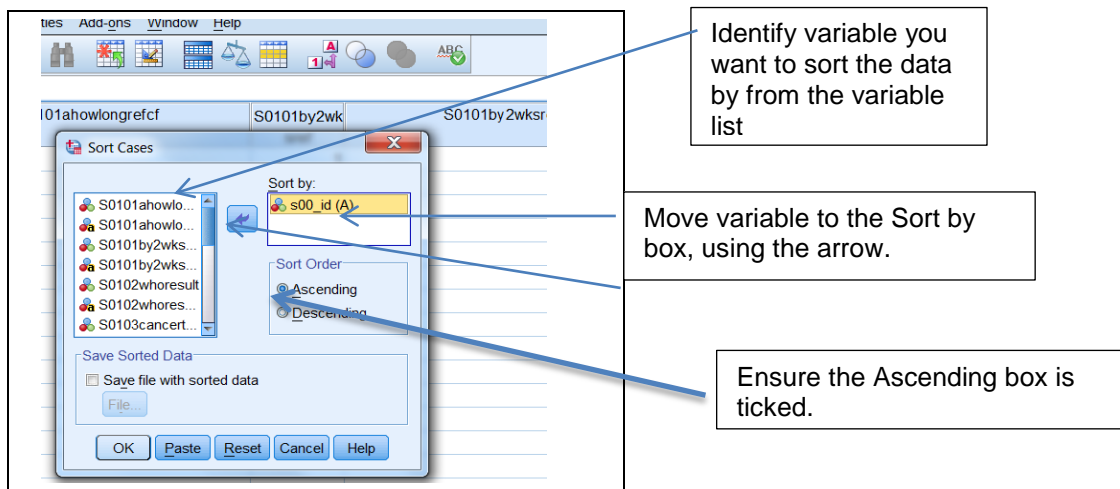 ties Add-ons Window Help
A
1
ABC
101ahowlongrefcf S0101by2wk S0101by2wksr
Sort Cases
X
S0101ahowlo...
S0101ahowlo...
S0101by2wks...
S0101by2wks...
S0102whoresult
S0102whores...
S0103cancert...
Sort by:
s00_id (A)
Sort Order
Ascending
Descending
Save Sorted Data
Save file with sorted data
File...
OK Paste Reset Cancel Help
Identify variable you
want to sort the data
by from the variable
list
Move variable to the Sort by
box, using the arrow.
Ensure the Ascending box is
ticked.